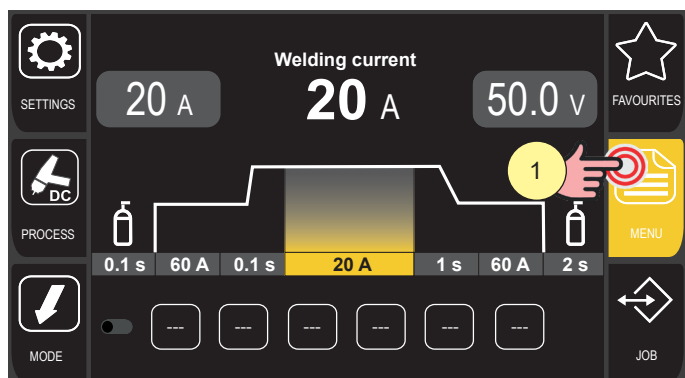 SETTINGS
PROCESS
DC
MODE
Welding current
20 A
20 A
50.0 V
1
0.1 s
60 A
0.1 s
20 A
1 s
60 A
2 s
---
---
---
---
---
---
FAVOURITES
MENU
JOB